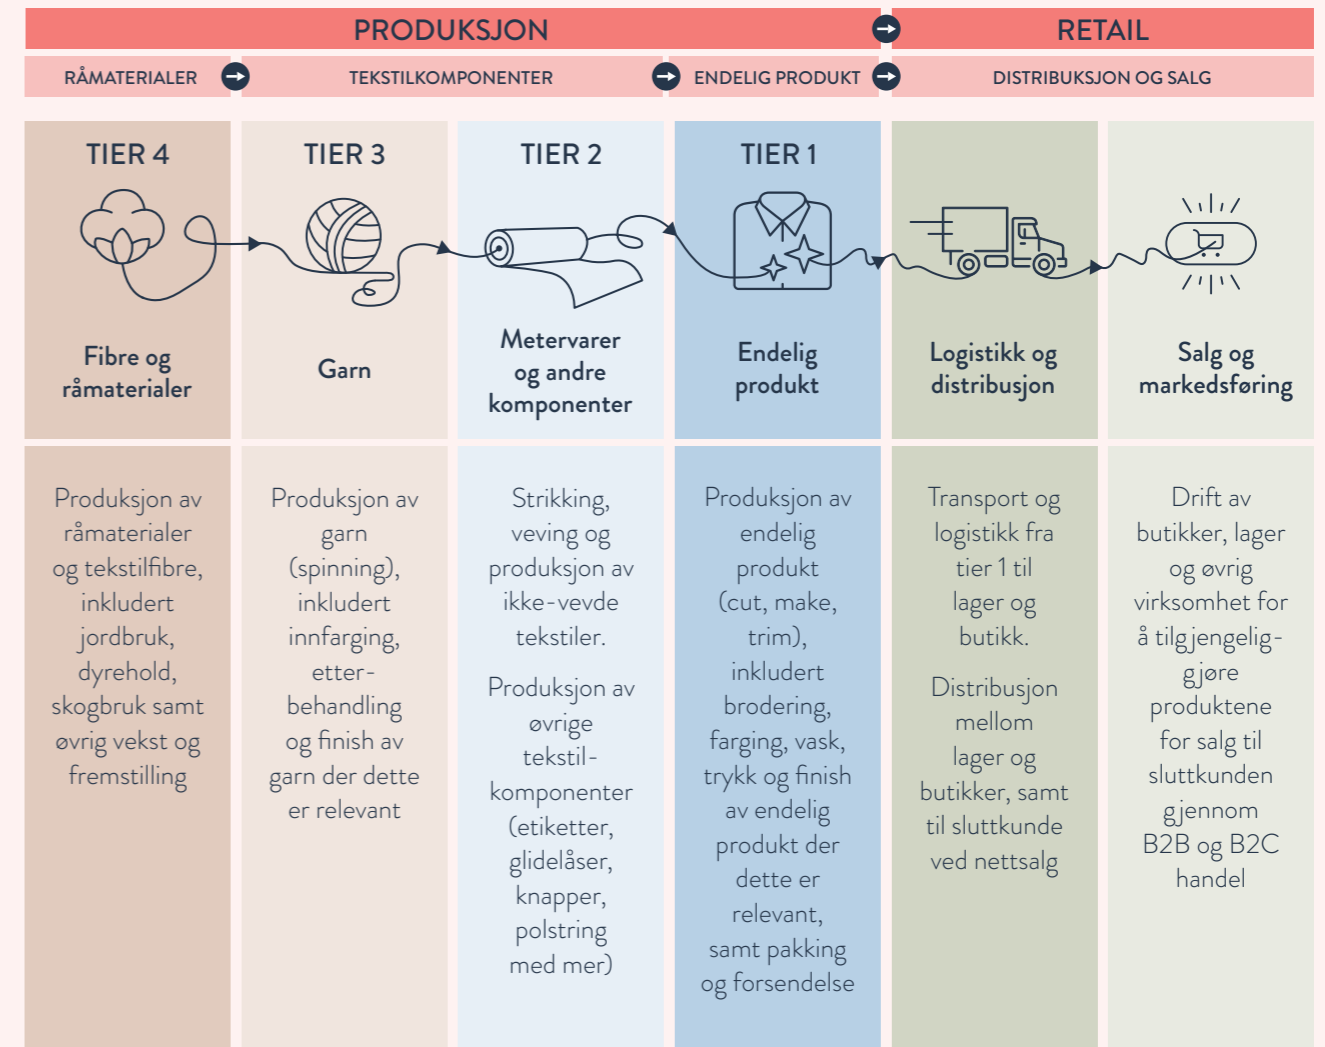 PRODUKSJON
RETAIL
RÅMATERIALER
TEKSTILKOMPONENTER
ENDELIG PRODUKT
DISTRIBUKSJON OG SALG
TIER 4
Fibre og
råmaterialer
Produksjon av
råmaterialer
og tekstilfibre,
inkludert
jordbruk,
dyrehold,
skogbruk samt
øvrig vekst og
fremstilling
TIER 3
Garn
Produksjon av
garn
(spinning),
inkludert
innfarging,
etter-
behandling
og finish av
garn der dette
er relevant
TIER 2
Metervarer
og andre
komponenter
Strikking,
veving og
produksjon av
ikke-vevde
tekstiler.
Produksjon av
øvrige
tekstil-
komponenter
(etiketter,
glidelåser,
knapper,
polstring
med mer)
TIER 1
Endelig
produkt
Produksjon av
endelig
produkt
(cut, make,
trim),
inkludert
brodering,
farging, vask,
trykk og finish
av endelig
produkt der
dette er
relevant,
samt pakking
og forsendelse
Logistikk og
distribusjon
Transport og
logistikk fra
tier 1 til
lager og
butikk.
Distribusjon
mellom
lager og
butikker, samt
til sluttkunde
ved nettsalg
Salg og
markedsføring
Drift av
butikker, lager
og øvrig
virksomhet for
å tilgjengelig-
gjøre
produktene
for salg til
sluttkunden
gjennom
B2B og B2C
handel